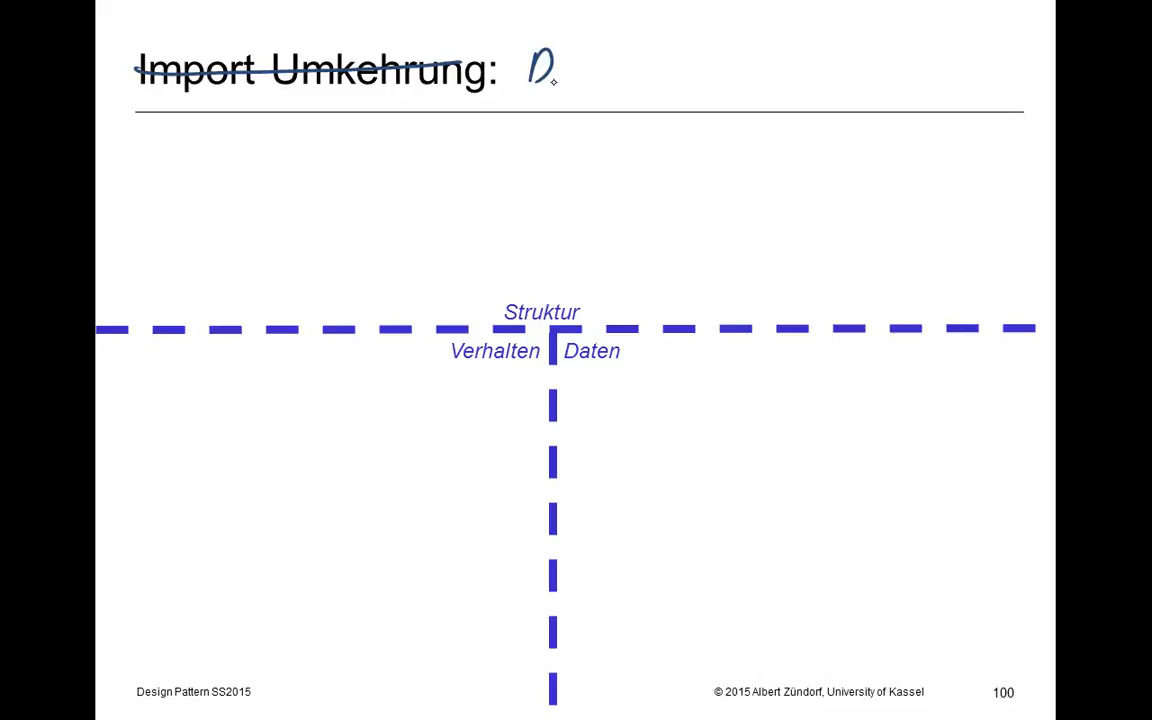 Import Umkehrung: D
Struktur
Verhalten Daten
Design Pattern SS2015 © 2015 Albert Zündorf, University of Kassel 100